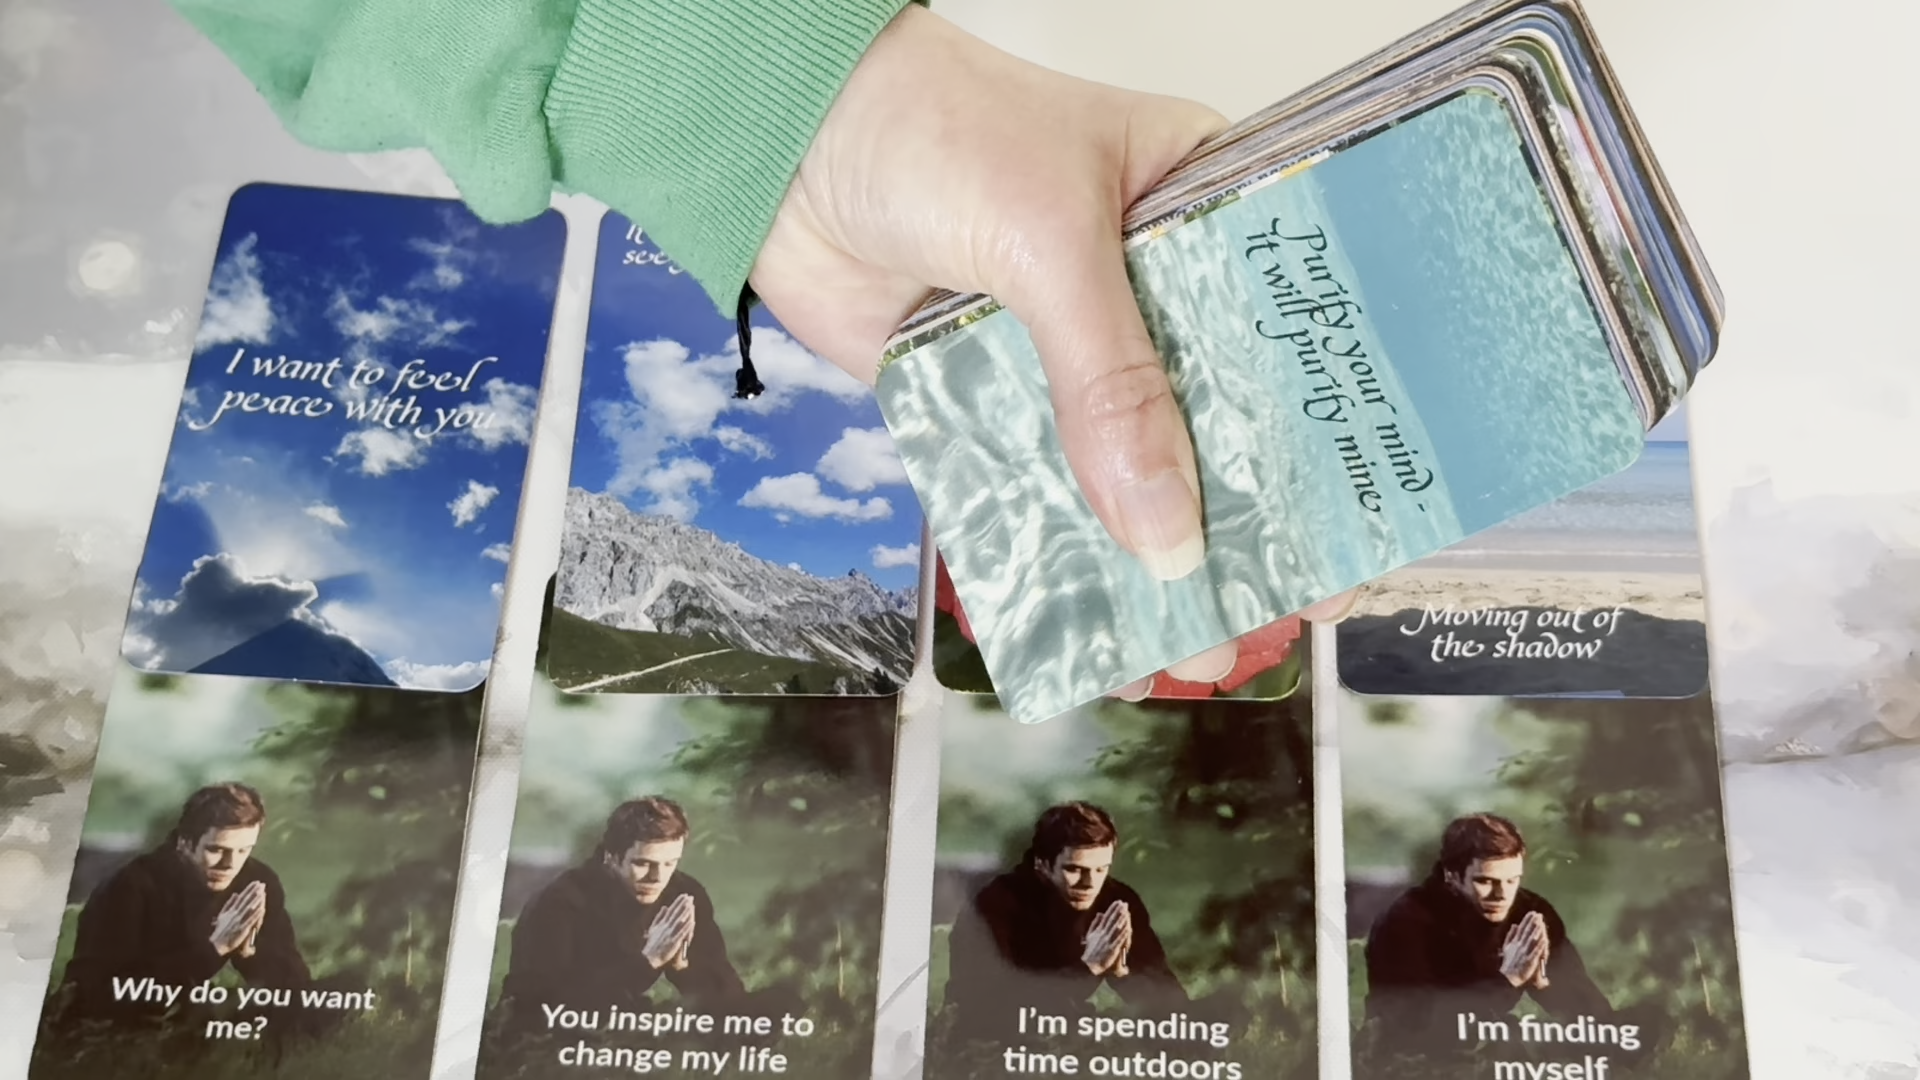 I want to feel
peace with you
Purify your mind -
it will purify mine
Moving out of
the shadow
Why do you want
me?
You inspire me to
change my life
I'm spending
time outdoors
I'm finding
myself